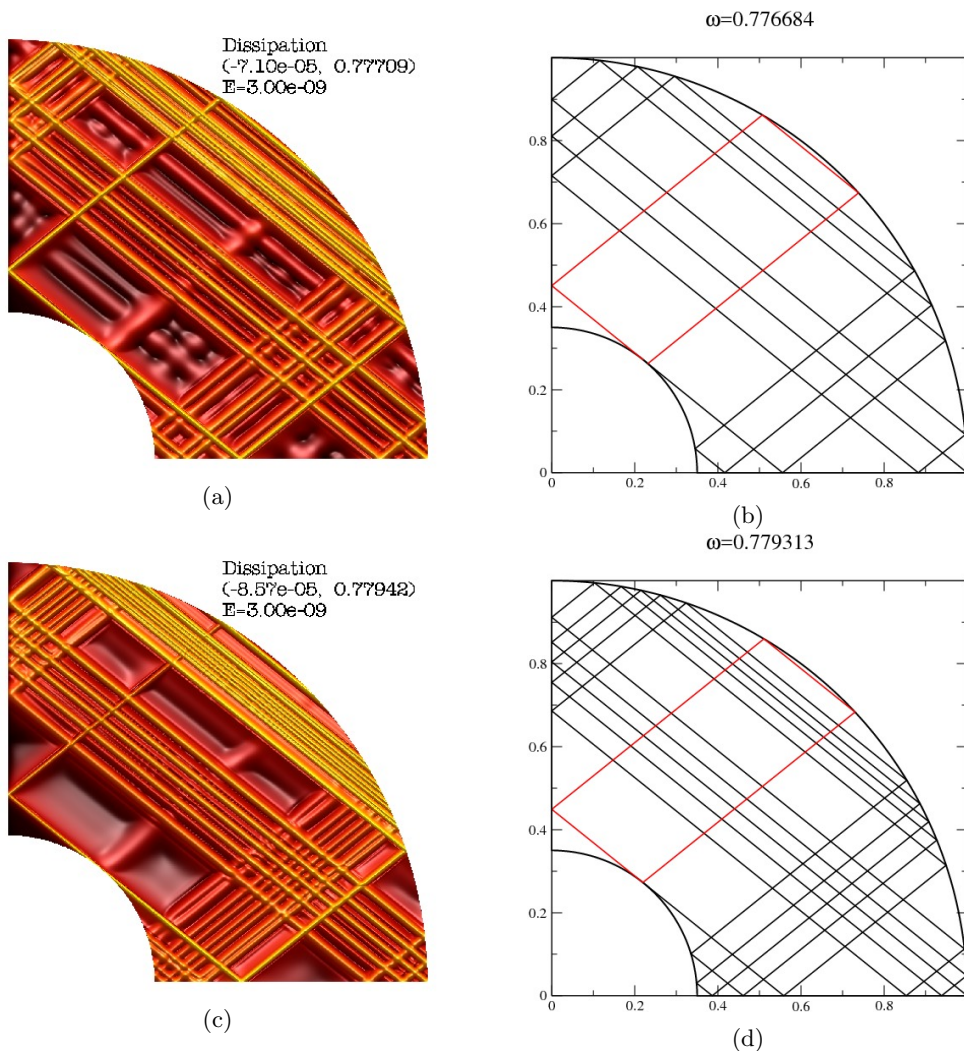 Dissipation
(-7.10e-05, 0.77709)
E=3.00e-09
(a)
ω=0.776684
0.8
0.6
0.4
0.2
0
0 0.2 0.4 0.6 0.8
(b)
Dissipation
(-8.57e-05, 0.77942)
E=3.00e-09
(c)
ω=0.779313
0.8
0.6
0.4
0.2
0
0 0.2 0.4 0.6 0.8
(d)